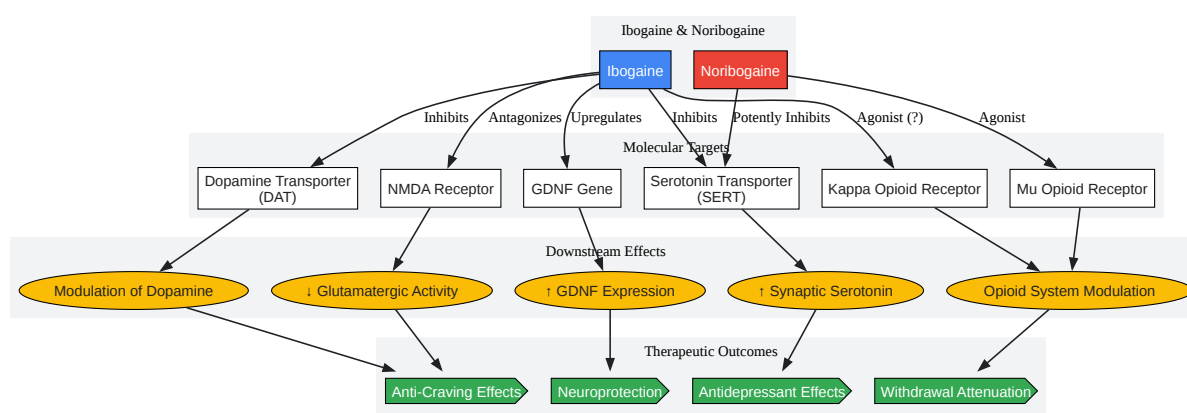 Ibogaine & Noribogaine
Ibogaine
Noribogaine
Inhibits
Antagonizes
Upregulates
Inhibits
Potently Inhibits
Agonist (?)
Agonist
Molecular Targets
Dopamine Transporter
(DAT)
NMDA Receptor
GDNF Gene
Serotonin Transporter
(SERT)
Kappa Opioid Receptor
Mu Opioid Receptor
Downstream Effects
Modulation of Dopamine
↓ Glutamatergic Activity
↑ GDNF Expression
↑ Synaptic Serotonin
Opioid System Modulation
Therapeutic Outcomes
Anti-Craving Effects
Neuroprotection
Antidepressant Effects
Withdrawal Attenuation